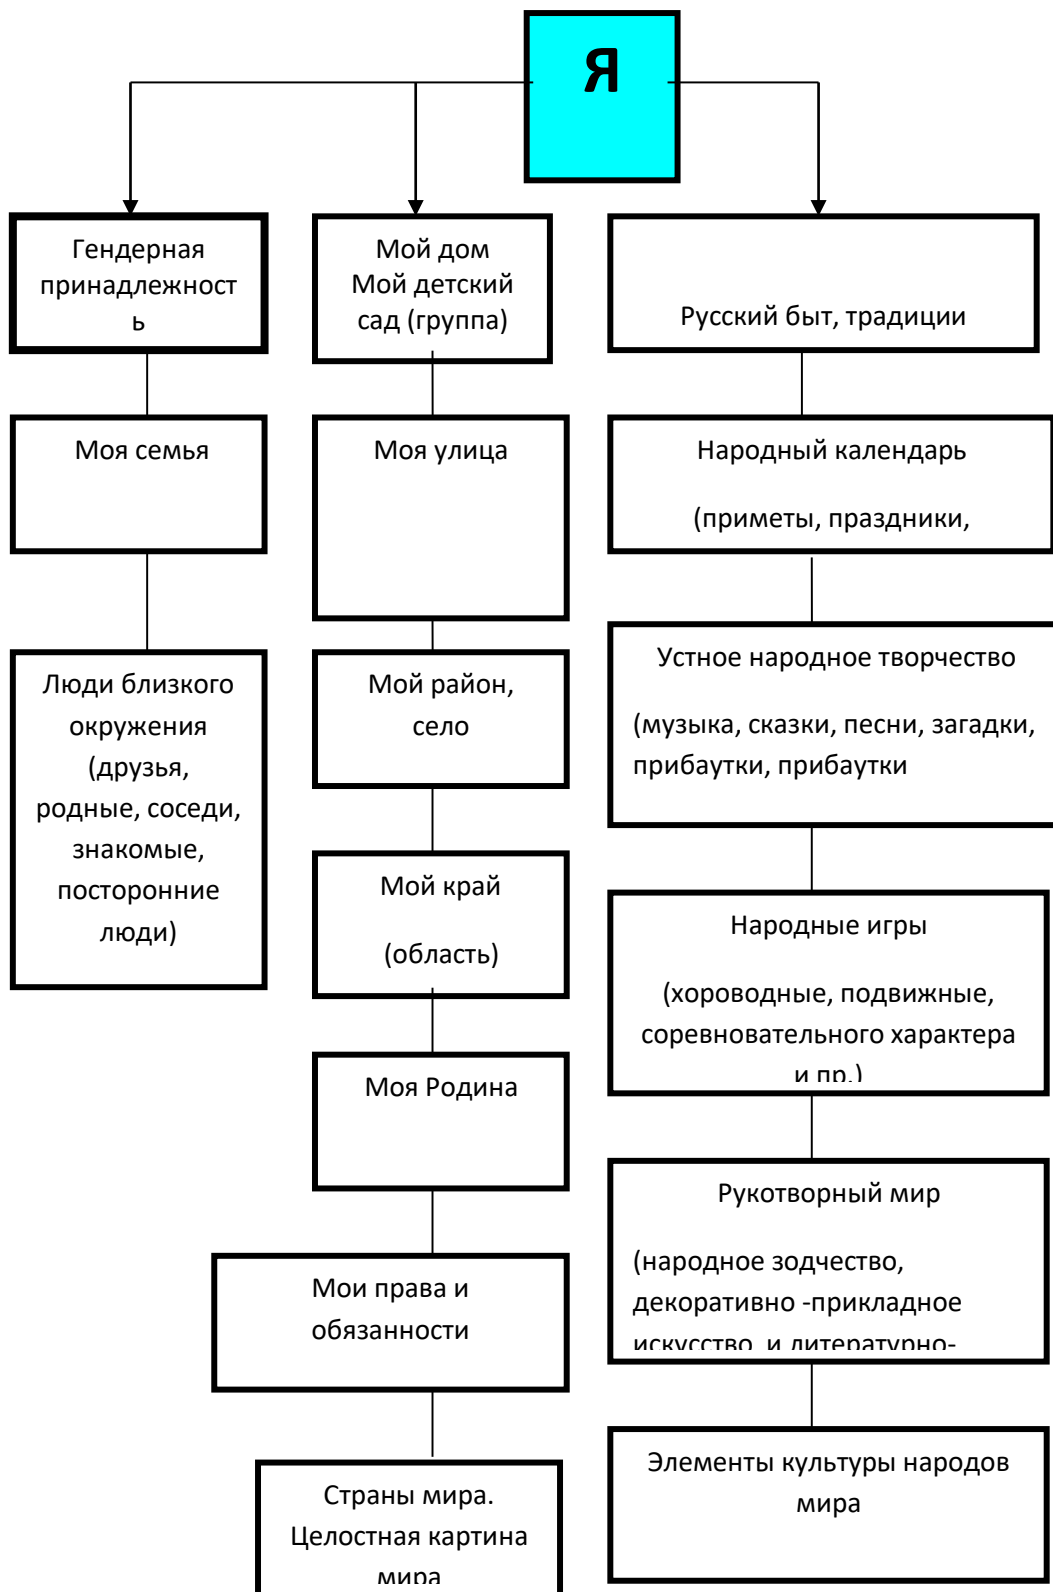 Я
Гендерная
принадлежност
ь
Моя семья
Люди близкого
окружения
(друзья,
родные, соседи,
знакомые,
посторонние
люди)
Мой дом
Мой детский
сад (группа)
Моя улица
Мой район,
село
Мой край
(область)
Моя Родина
Мои права и
обязанности
Страны мира.
Целостная картина
мира
Русский быт, традиции
Народный календарь
(приметы, праздники,
Устное народное творчество
(музыка, сказки, песни, загадки,
прибаутки, прибаутки
Народные игры
(хороводные, подвижные,
соревновательного характера
и пр.)
Рукотворный мир
(народное зодчество,
декоративно -прикладное
искусство, и литературно-
Элементы культуры народов
мира